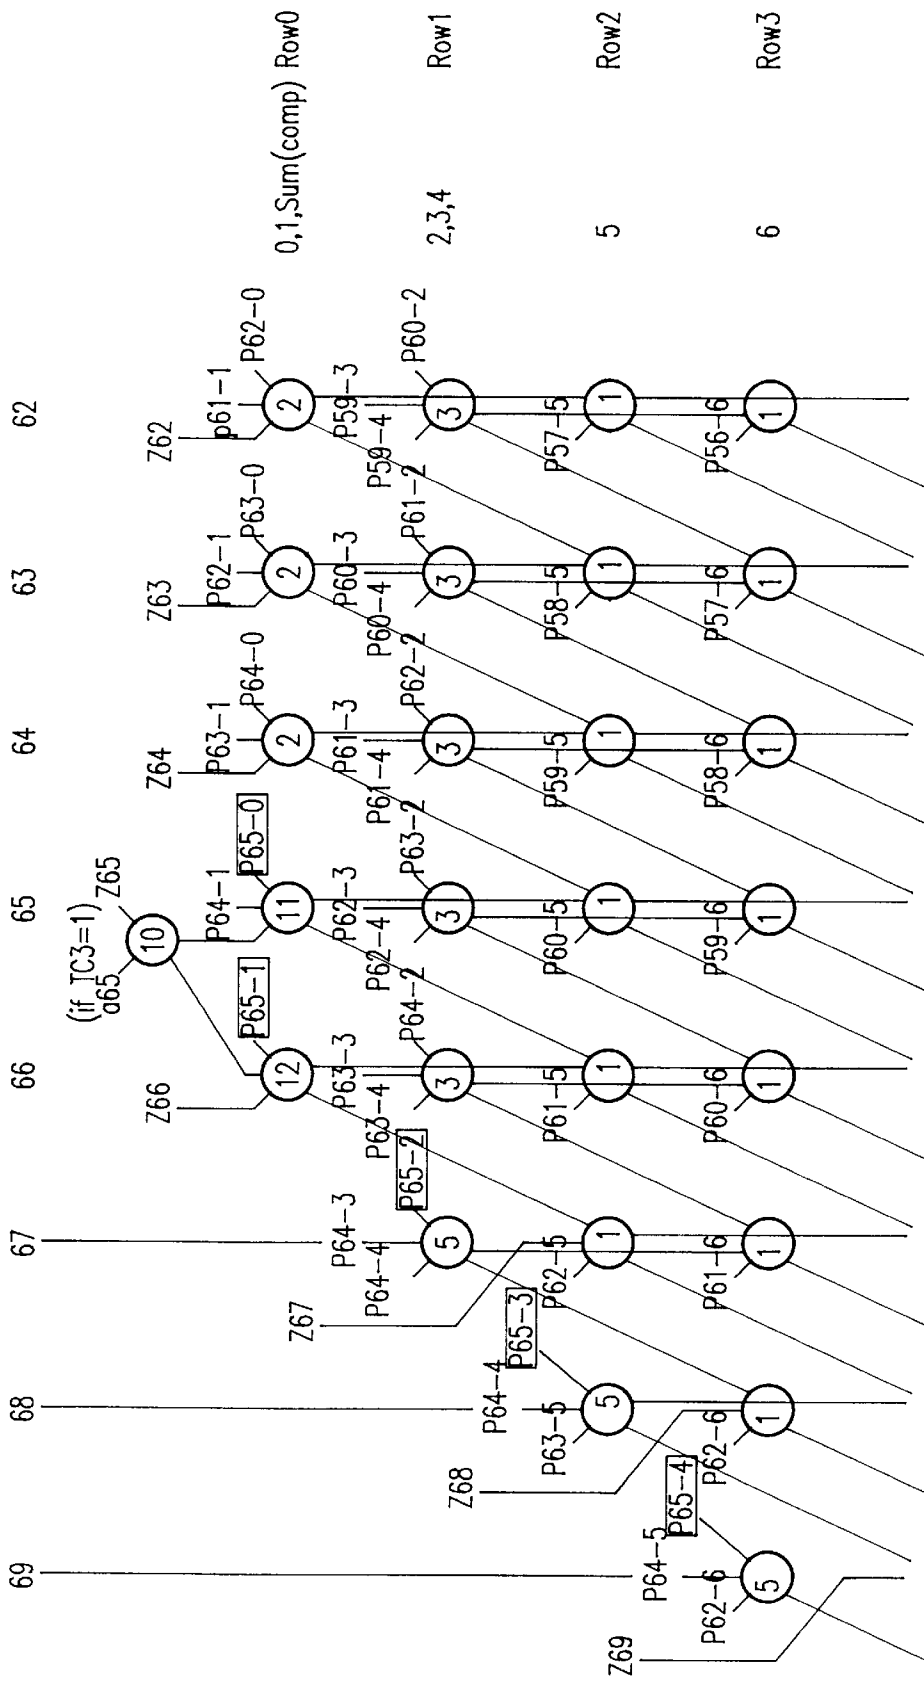 69 68 67 66 65 64 63 62
(if TC3=1)
a65 Z65
10
Z66 Z64 Z63 Z62
P64-1 P63-1 P62-1 p61-1
P65-1 P65-0 P64-0 P63-0 P62-0
12 11 2 2 2 0,1,Sum(comp) Row0
Z67
P64-3 P63-3 P62-3 P61-3 P60-3 P59-3
P64-4 P63-4 P62-4 P61-4 P60-4 P59-4
P65-2 P64-2 P63-2 P62-2 P61-2 P60-2
5 3 3 3 3 3 2,3,4 Row1
Z68
P64-4
P65-3
P63-5 P62-5 P61-5 P60-5 P59-5 P58-5 P57-5
5 1 1 1 1 1 1 5 Row2
Z69
P64-5
P65-4
P62-6 P62-6 P61-6 P60-6 P59-6 P58-6 P57-6 P56-6
5 1 1 1 1 1 1 1 6 Row3